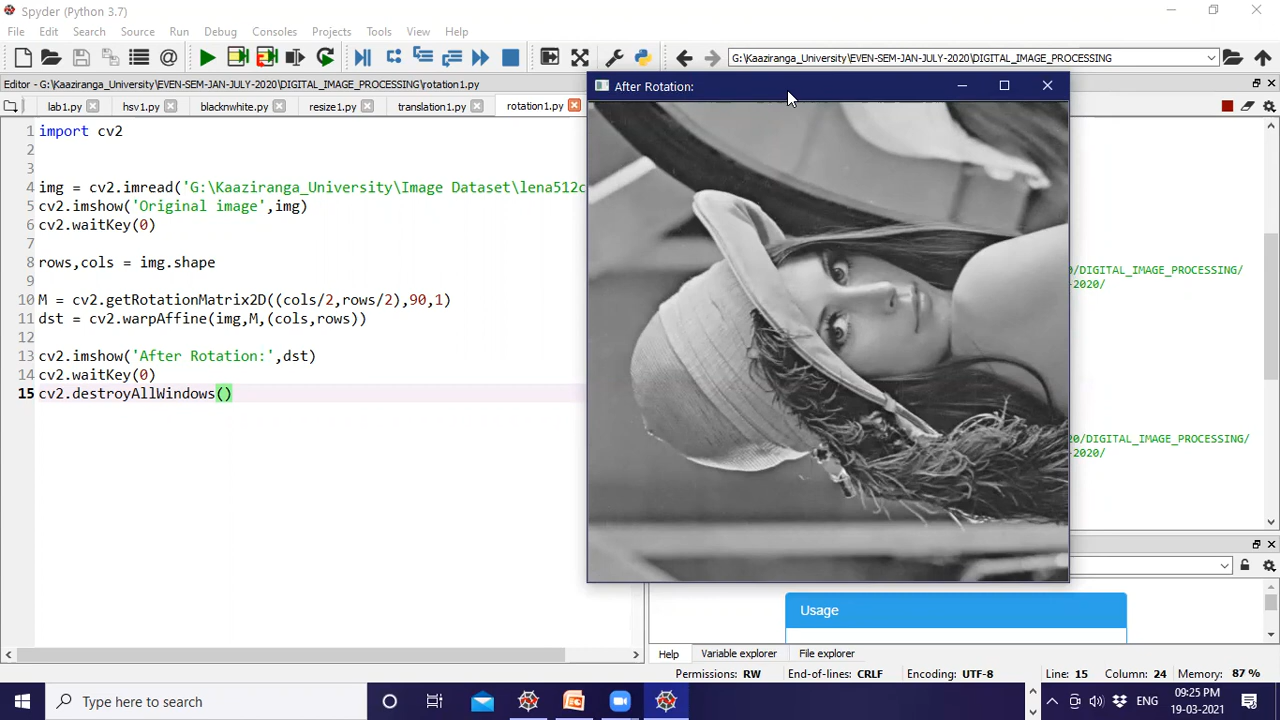 Spyder (Python 3.7)
File Edit Search Source Run Debug Consoles Projects Tools View Help
G:\Kaaziranga_University\EVEN-SEM-JAN-JULY-2020\DIGITAL_IMAGE_PROCESSING
Editor - G:\Kaaziranga_University\EVEN-SEM-JAN-JULY-2020\DIGITAL_IMAGE_PROCESSING\rotation1.py
lab1.py hsv1.py blacknwhite.py resize1.py translation1.py rotation1.py
After Rotation:
1 import cv2
2
3
4 img = cv2.imread('G:\Kaaziranga_University\Image Dataset\lena512c
5 cv2.imshow('Original image',img)
6 cv2.waitKey(0)
7
8 rows,cols = img.shape
9
10 M = cv2.getRotationMatrix2D((cols/2,rows/2),90,1)
11 dst = cv2.warpAffine(img,M,(cols,rows))
12
13 cv2.imshow('After Rotation:',dst)
14 cv2.waitKey(0)
15 cv2.destroyAllWindows()
0/DIGITAL_IMAGE_PROCESSING/
-2020/
0/DIGITAL_IMAGE_PROCESSING/
-2020/
Usage
Help Variable explorer File explorer
Permissions: RW End-of-lines: CRLF Encoding: UTF-8 Line: 15 Column: 24 Memory: 87 %
Type here to search
ENG
09:25 PM
19-03-2021